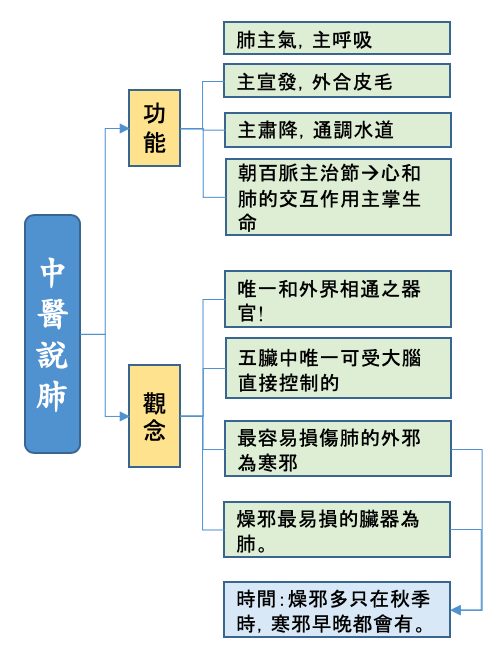 中醫說肺
功能
肺主氣，主呼吸
主宣發，外合皮毛
主肅降，通調水道
朝百脈主治節→心和
肺的交互作用主掌生
命
觀念
唯一和外界相通之器
官!
五臟中唯一可受大腦
直接控制的
最容易損傷肺的外邪
為寒邪
燥邪最易損的臟器為
肺。
時間：燥邪多只在秋季
時，寒邪早晚都會有。